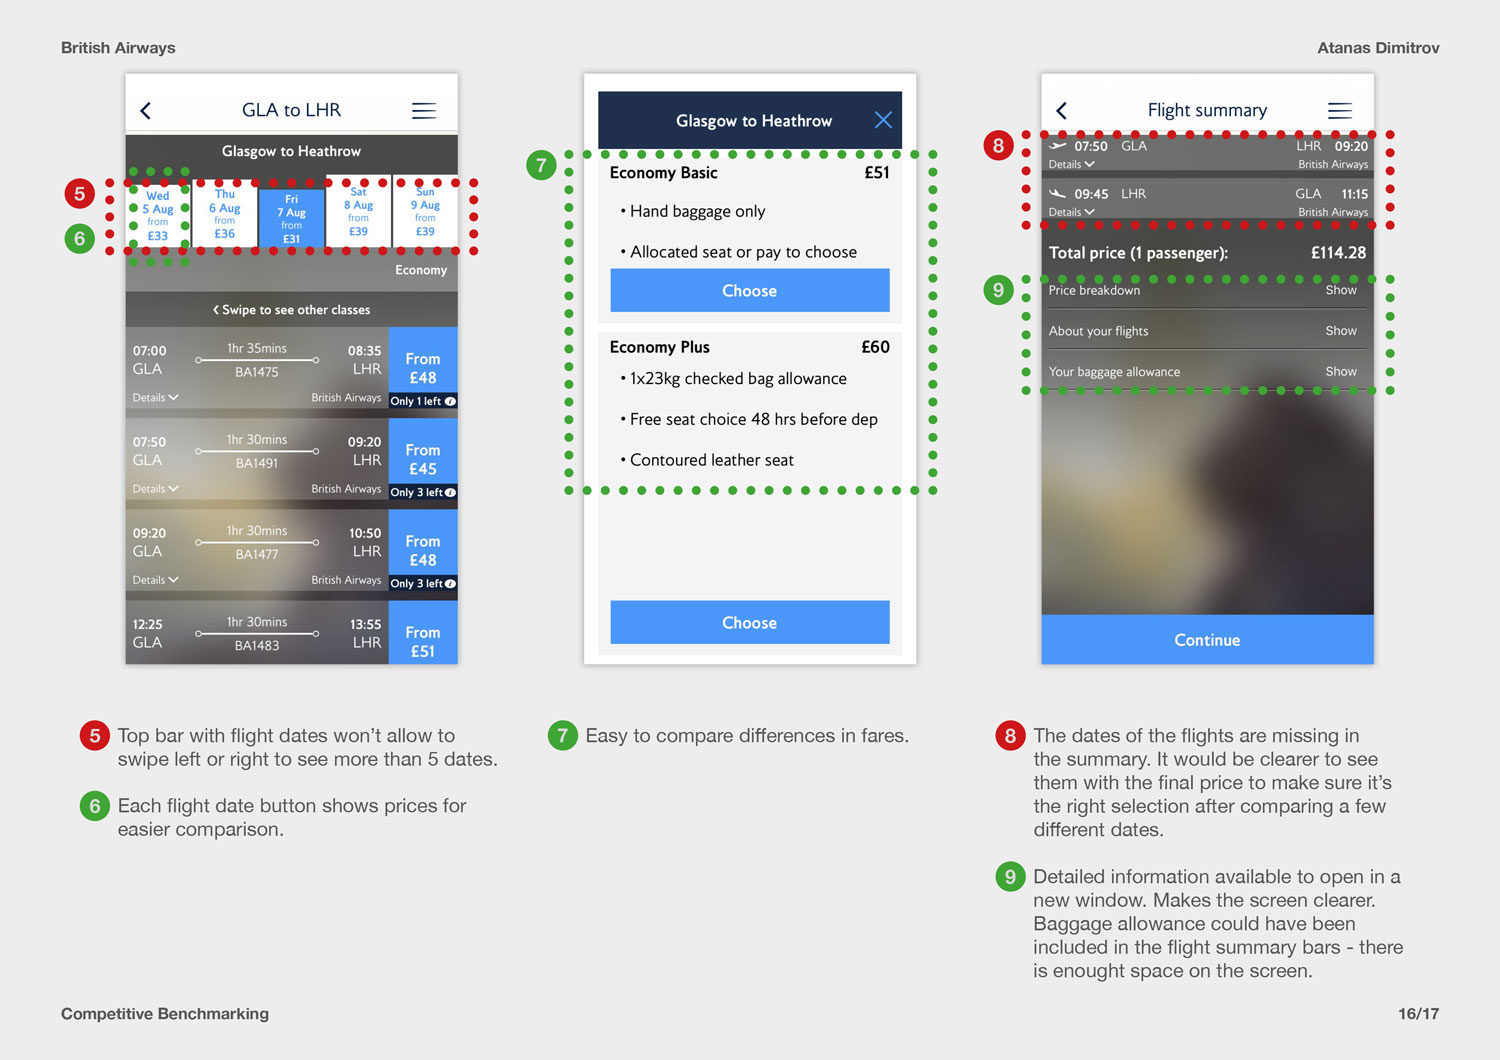 British Airways
Atanas Dimitrov
GLA to LHR
Glasgow to Heathrow
5
6
Wed
5 Aug
from
£33
Thu
6 Aug
from
£36
Fri
7 Aug
from
£31
Sat
8 Aug
from
£39
Sun
9 Aug
from
£39
Economy
Swipe to see other classes
07:00 1hr 35mins 08:35
GLA BA1475 LHR
From
£48
Details British Airways
Only 1 left i
07:50 1hr 30mins 09:20
GLA BA1491 LHR
From
£45
Details British Airways
Only 3 left i
09:20 1hr 30mins 10:50
GLA BA1477 LHR
From
£48
Details British Airways
Only 3 left i
12:25 1hr 30mins 13:55
GLA BA1483 LHR
From
£51
Glasgow to Heathrow
7
Economy Basic £51
• Hand baggage only
• Allocated seat or pay to choose
Choose
Economy Plus £60
• 1x23kg checked bag allowance
• Free seat choice 48 hrs before dep
• Contoured leather seat
Choose
Flight summary
8
07:50 GLA LHR 09:20
Details British Airways
09:45 LHR GLA 11:15
Details British Airways
Total price (1 passenger): £114.28
9
Price breakdown Show
About your flights Show
Your baggage allowance Show
Continue
5 Top bar with flight dates won’t allow to
swipe left or right to see more than 5 dates.
6 Each flight date button shows prices for
easier comparison.
7 Easy to compare differences in fares.
8 The dates of the flights are missing in
the summary. It would be clearer to see
them with the final price to make sure it’s
the right selection after comparing a few
different dates.
9 Detailed information available to open in a
new window. Makes the screen clearer.
Baggage allowance could have been
included in the flight summary bars - there
is enought space on the screen.
Competitive Benchmarking
16/17